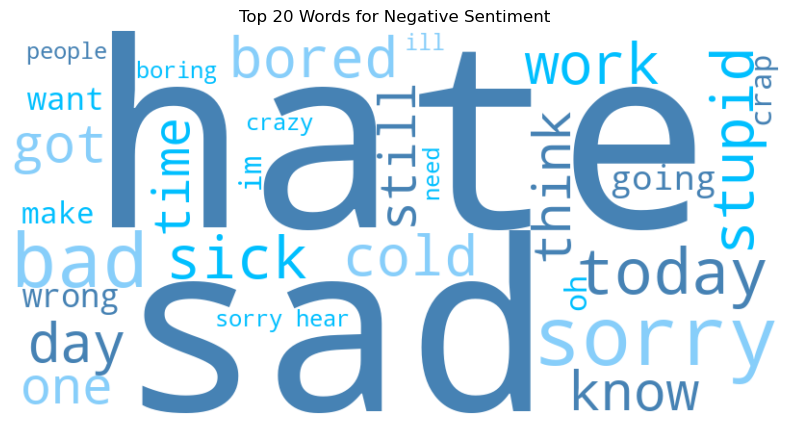 Top 20 Words for Negative Sentiment
people
boring
bored
ill
work
stupid
crap
want
hate
got
time
crazy
im
still
need
think
going
make
bad
sick
cold
today
wrong
sad
oh
sorry hear
sorry
day
one
know